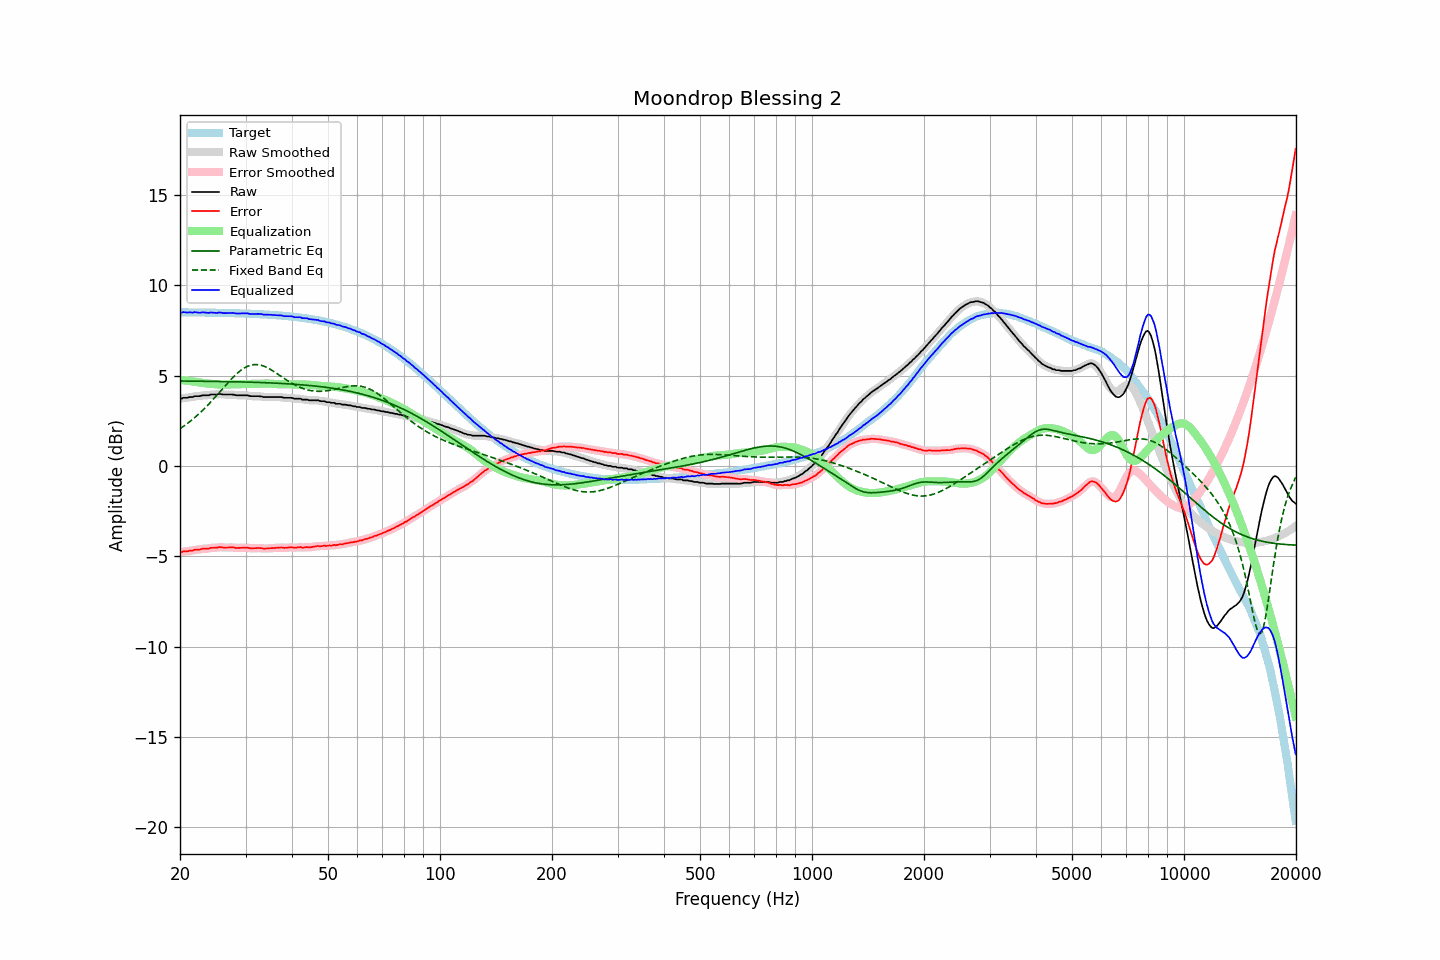 Moondrop Blessing 2
Target
Raw Smoothed
Error Smoothed
Raw
Error
Equalization
Parametric Eq
Fixed Band Eq
Equalized
Amplitude (dBr)
15
10
5
0
−5
−10
−15
−20
20 50 100 200 500 1000 2000 5000 10000 20000
Frequency (Hz)